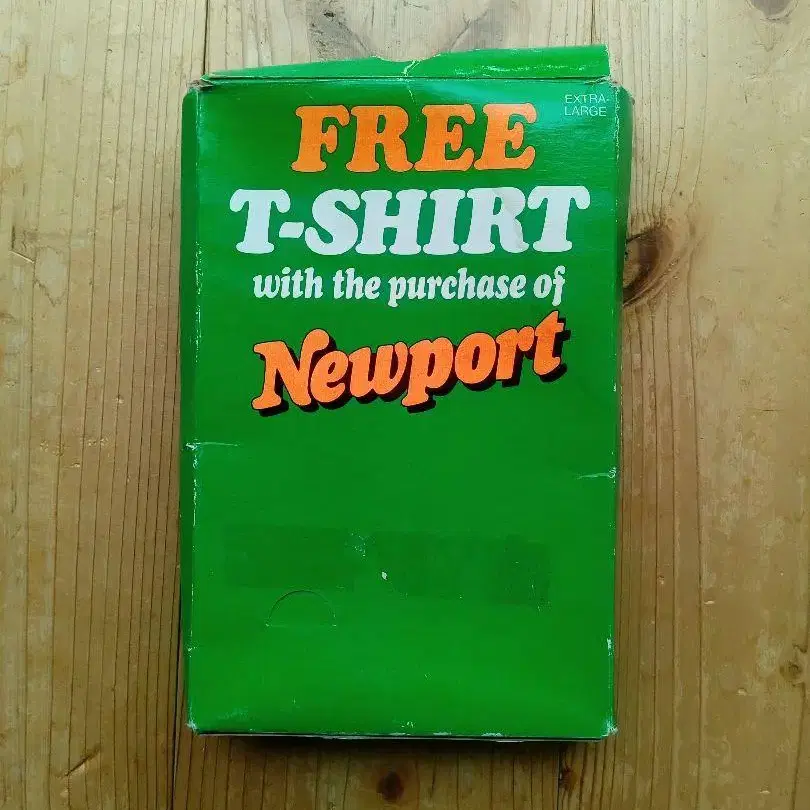 EXTRA-
LARGE
FREE
T-SHIRT
with the purchase of
Newport